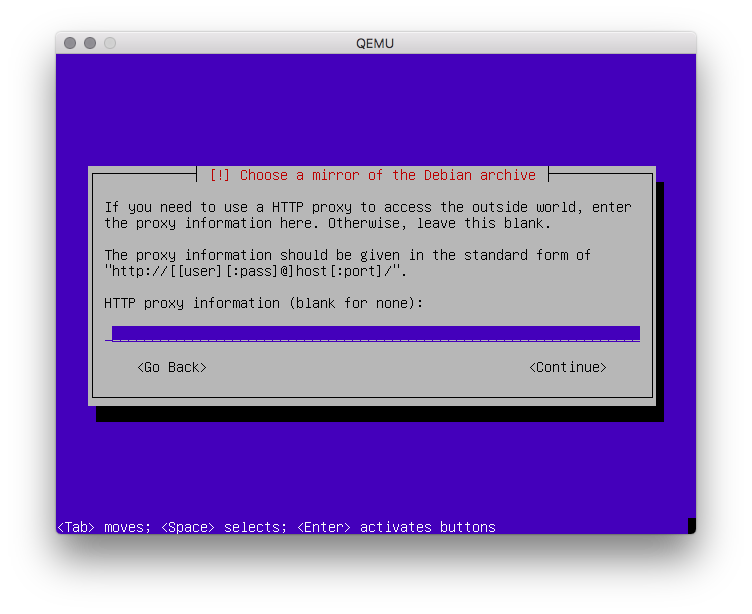 QEMU
[!] Choose a mirror of the Debian archive
If you need to use a HTTP proxy to access the outside world, enter
the proxy information here. Otherwise, leave this blank.
The proxy information should be given in the standard form of
"http://[[user][:pass]@]host[:port]/".
HTTP proxy information (blank for none):
<Go Back> <Continue>
<Tab> moves; <Space> selects; <Enter> activates buttons